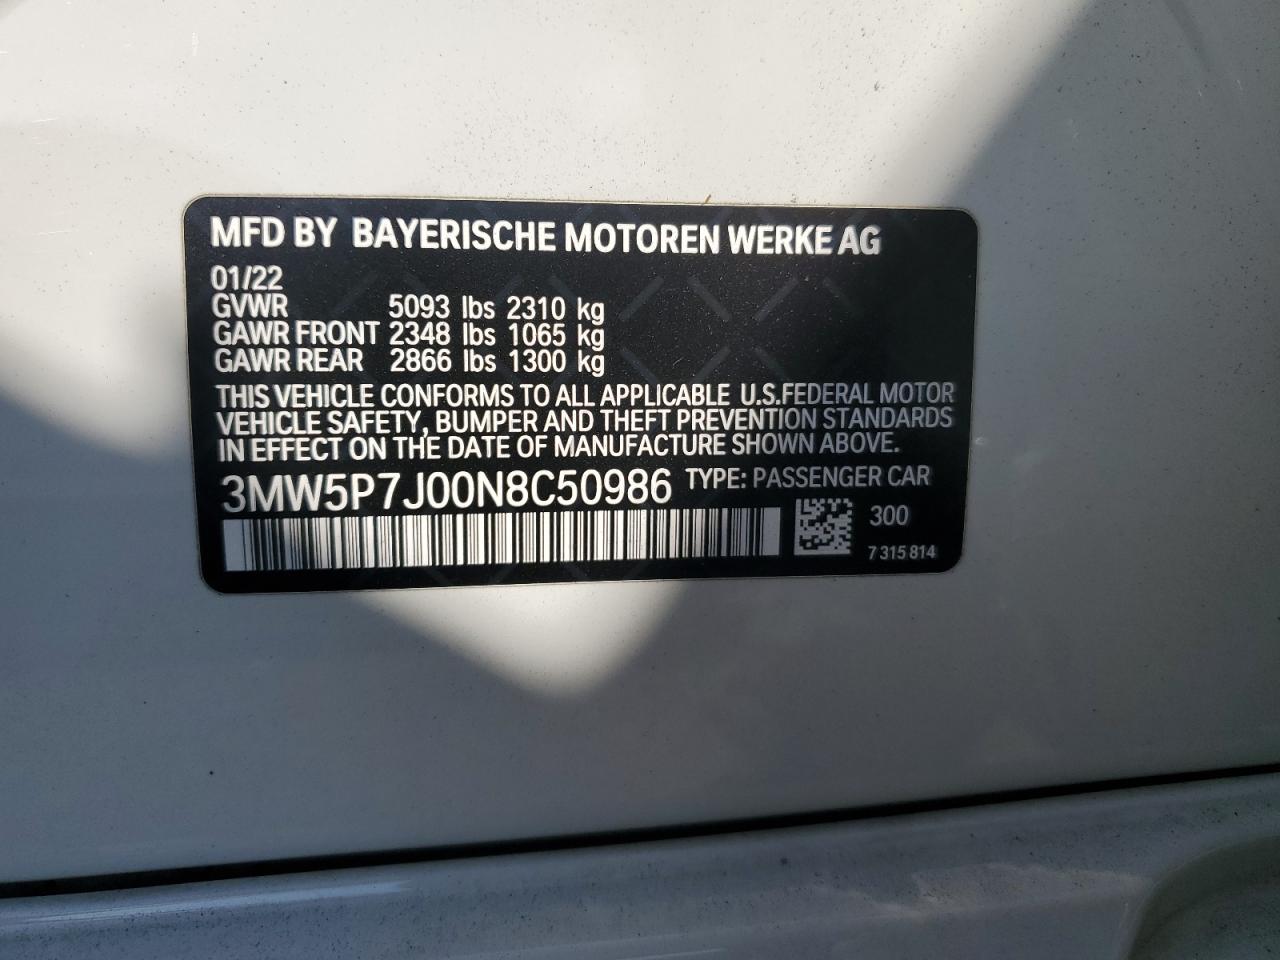 MFD BY BAYERISCHE MOTOREN WERKE AG
01/22
GVWR 5093 lbs 2310 kg
GAWR FRONT 2348 lbs 1065 kg
GAWR REAR 2866 lbs 1300 kg
THIS VEHICLE CONFORMS TO ALL APPLICABLE U.S.FEDERAL MOTOR
VEHICLE SAFETY, BUMPER AND THEFT PREVENTION STANDARDS
IN EFFECT ON THE DATE OF MANUFACTURE SHOWN ABOVE.
3MW5P7J00N8C50986 TYPE: PASSENGER CAR
300
7 315 814